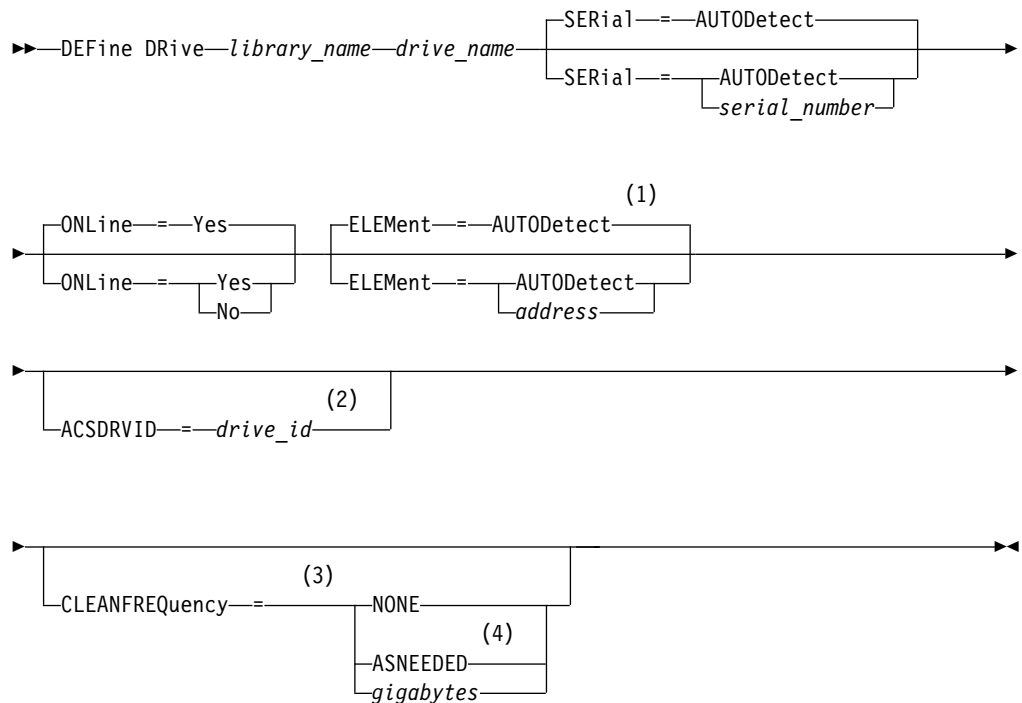 SERial = AUTODetect
DEFine DRive library_name drive_name
SERial = AUTODetect
serial_number
(1)
ONLine = Yes ELEMent = AUTODetect
ONLine = Yes ELEMent = AUTODetect
No address
(2)
ACSDRVID = drive_id
(3)
CLEANFREQuency = NONE
(4)
ASNEEDED
gigabytes